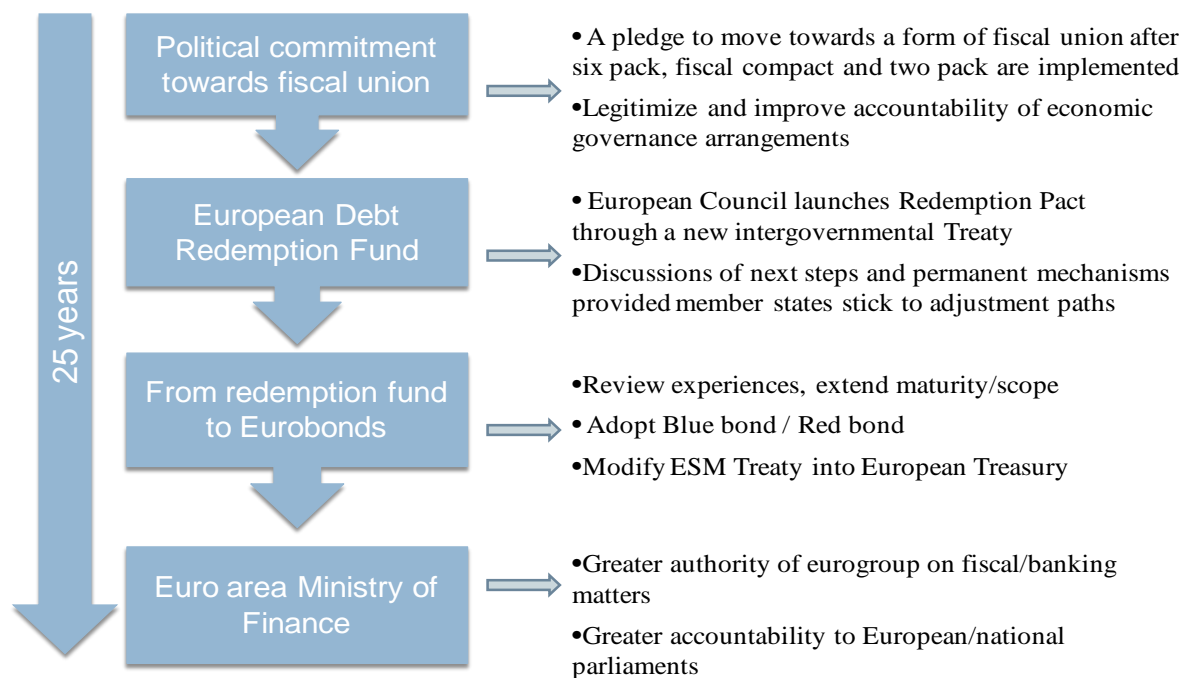 25 years
Political commitment
towards fiscal union
• A pledge to move towards a form of fiscal union after
six pack, fiscal compact and two pack are implemented
•Legitimize and improve accountability of economic
governance arrangements
European Debt
Redemption Fund
• European Council launches Redemption Pact
through a new intergovernmental Treaty
•Discussions of next steps and permanent mechanisms
provided member states stick to adjustment paths
From redemption fund
to Eurobonds
•Review experiences, extend maturity/scope
• Adopt Blue bond / Red bond
•Modify ESM Treaty into European Treasury
Euro area Ministry of
Finance
•Greater authority of eurogroup on fiscal/banking
matters
•Greater accountability to European/national
parliaments